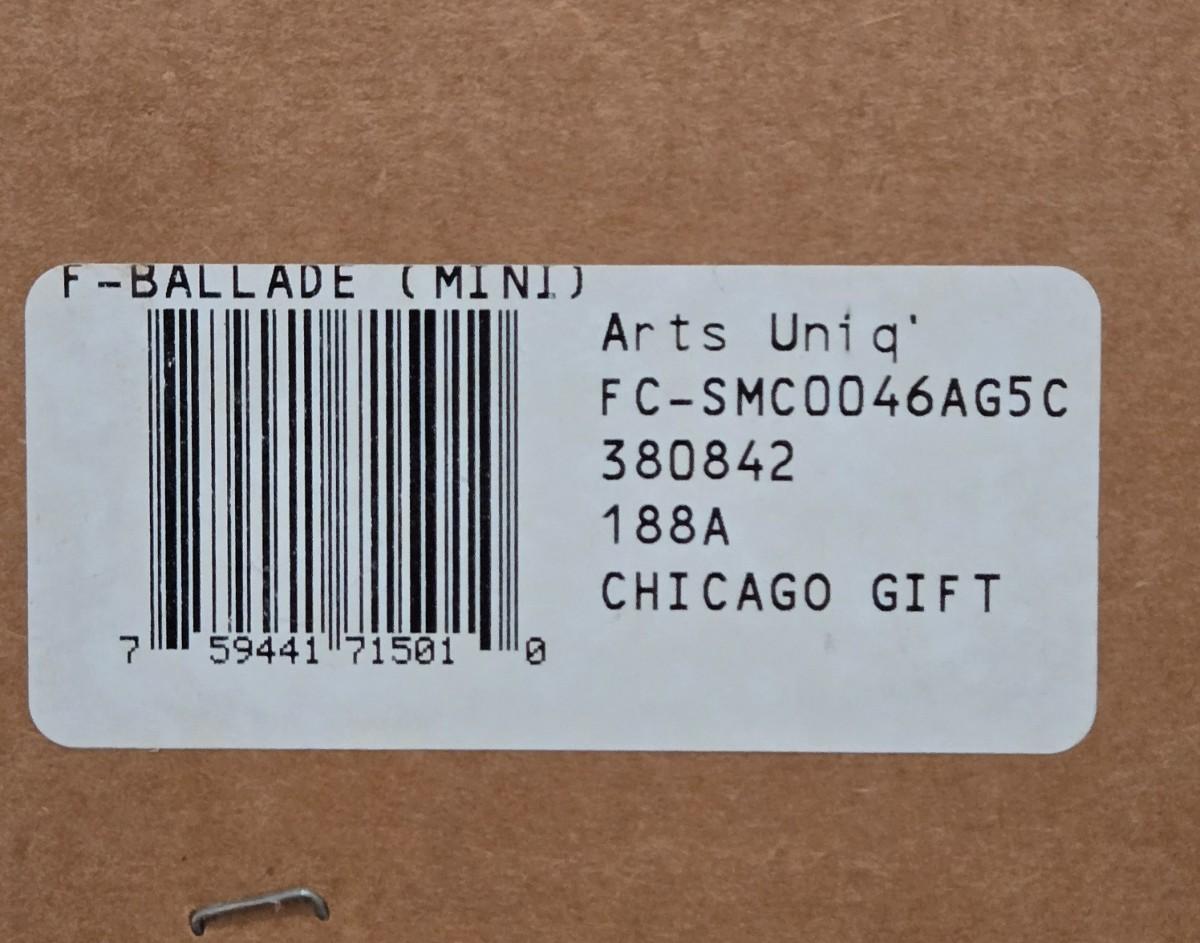 F-BALLADE (MINI)
Arts Uniq'
FC-SMC0046AG5C
380842
188A
CHICAGO GIFT
7 59441 71501 0